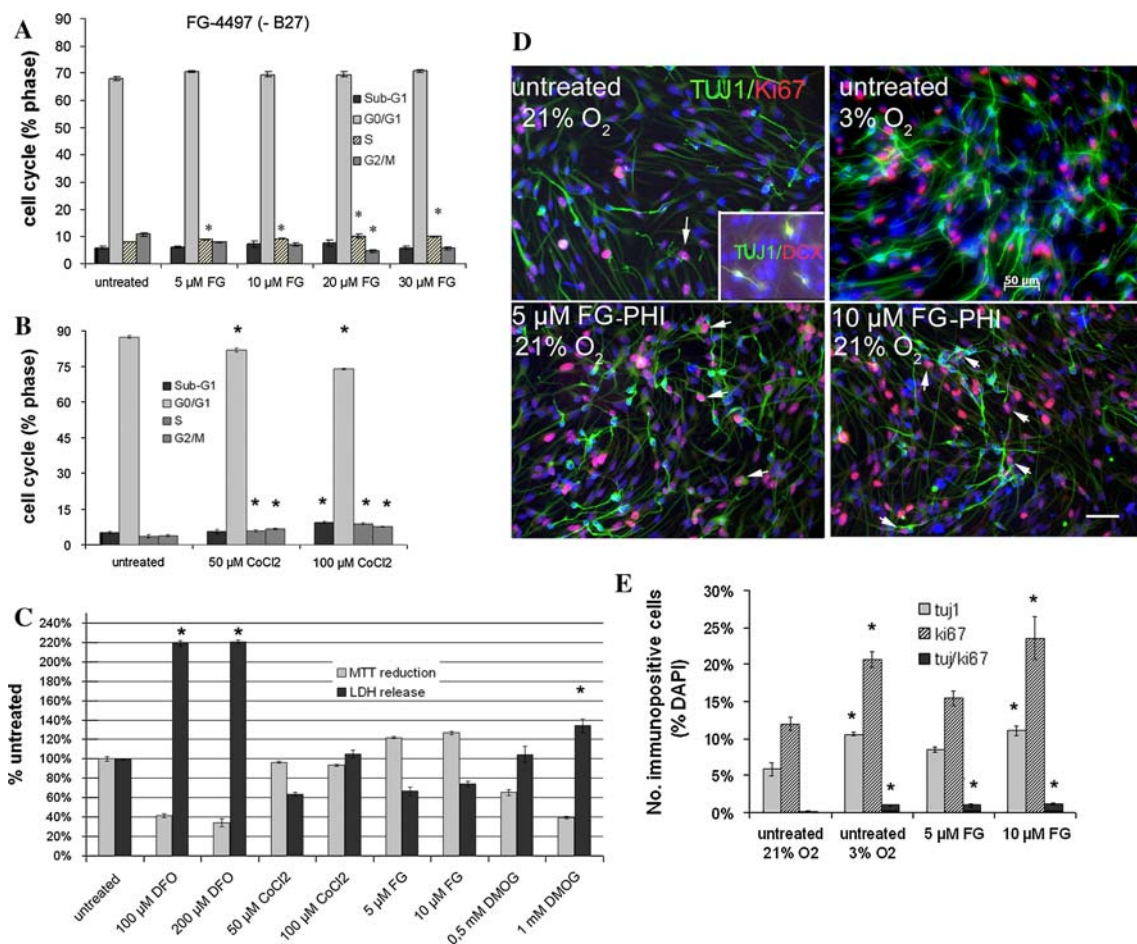 A
FG-4497 (- B27)
cell cycle (% phase)
90
80
70
60
50
40
30
20
10
0
Sub-G1
G0/G1
S
G2/M
*
*
*
*
*
untreated
5 µM FG
10 µM FG
20 µM FG
30 µM FG
B
cell cycle (% phase)
90
75
60
45
30
15
0
Sub-G1
G0/G1
S
G2/M
*
*
*
*
*
*
*
untreated
50 µM CoCl2
100 µM CoCl2
C
% untreated
240%
220%
200%
180%
160%
140%
120%
100%
80%
60%
40%
20%
0%
MTT reduction
LDH release
*
*
*
untreated
100 µM DFO
200 µM DFO
50 µM CoCl2
100 µM CoCl2
5 µM FG
10 µM FG
0,5 mM DMOG
1 mM DMOG
D
untreated
21% O2
TUJ1/Ki67
TUJ1/DCX
untreated
3% O2
50 µm
5 µM FG-PHI
21% O2
10 µM FG-PHI
21% O2
E
No. immunopositive cells
(% DAPI)
30%
25%
20%
15%
10%
5%
0%
tuj1
ki67
tuj/ki67
*
*
*
*
*
*
*
untreated
21% O2
untreated
3% O2
5 µM FG
10 µM FG